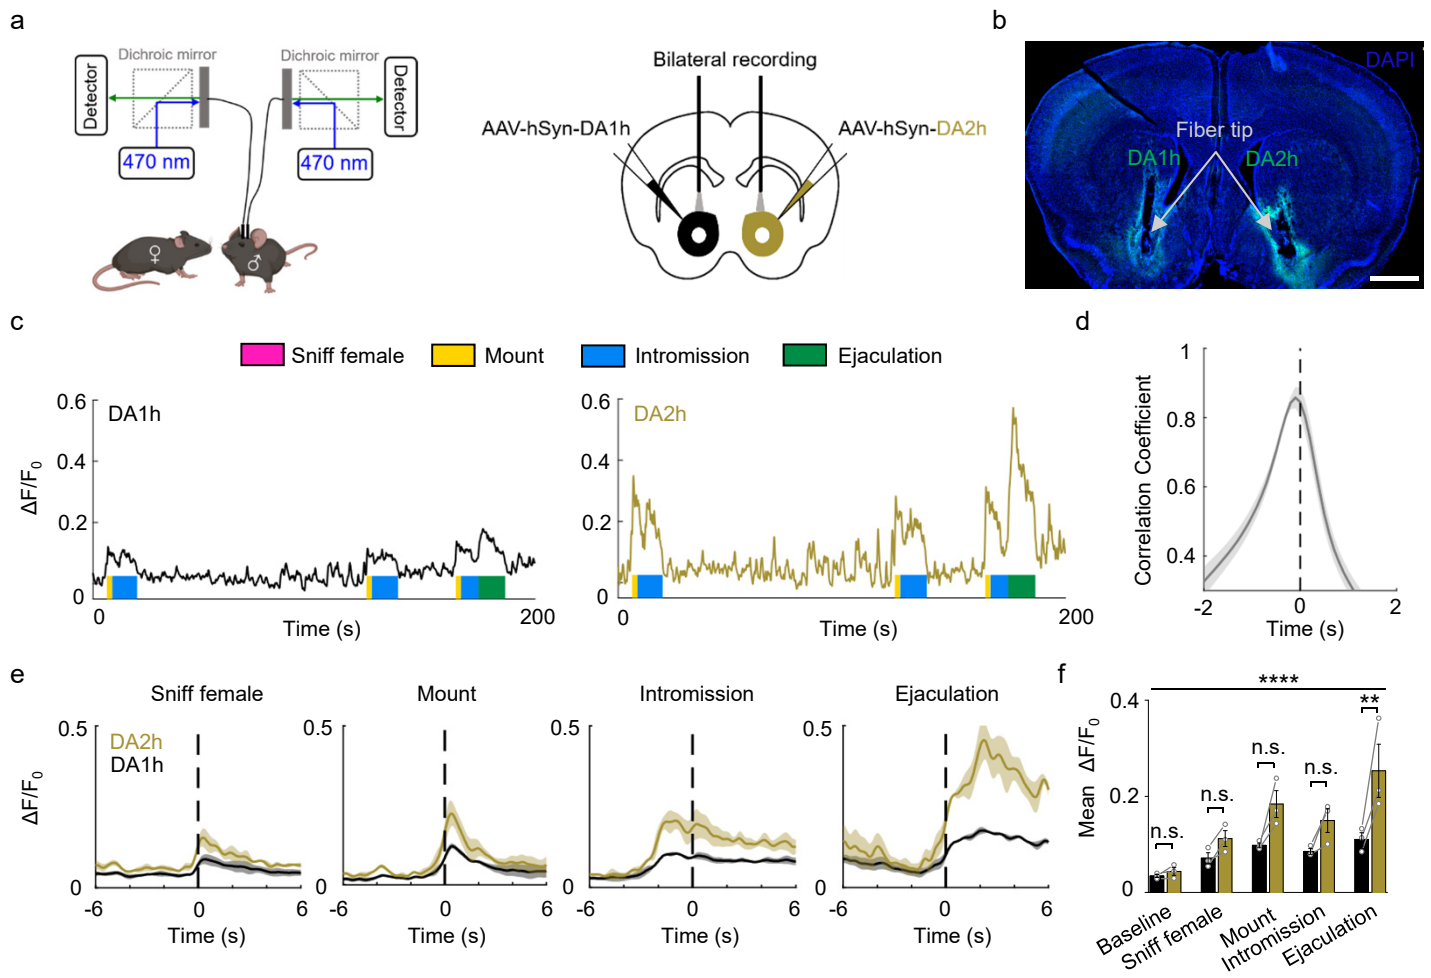 a
Dichroic mirror
Dichroic mirror
Detector
Detector
470 nm
470 nm
♀
♂
Bilateral recording
AAV-hSyn-DA1h
AAV-hSyn-DA2h
b
DAPI
Fiber tip
DA1h
DA2h
c
Sniff female
Mount
Intromission
Ejaculation
0.6
0.4
0.2
0
ΔF/F0
DA1h
0
200
Time (s)
0.6
0.4
0.2
0
DA2h
0
200
Time (s)
d
1
0.8
0.6
0.4
Correlation Coefficient
-2
0
2
Time (s)
e
Sniff female
Mount
Intromission
Ejaculation
0.5
0
ΔF/F0
DA2h
DA1h
-6
0
6
Time (s)
0.5
0
-6
0
6
Time (s)
0.5
0
-6
0
6
Time (s)
0.5
0
-6
0
6
Time (s)
f
****
**
n.s.
n.s.
n.s.
n.s.
0.4
0.2
0
Mean ΔF/F0
Baseline
Sniff female
Mount
Intromission
Ejaculation